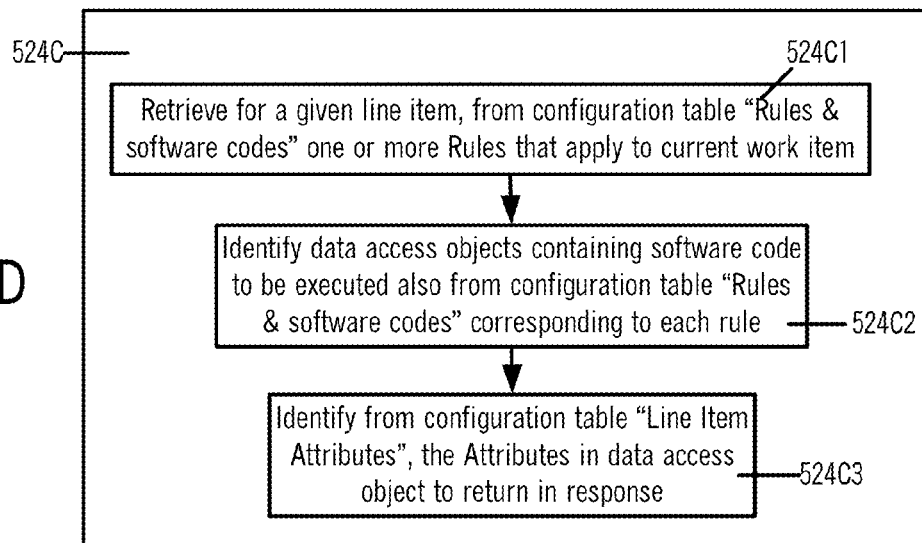 524C
524C1
Retrieve for a given line item, from configuration table “Rules &
software codes” one or more Rules that apply to current work item
Identify data access objects containing software code
to be executed also from configuration table “Rules
& software codes” corresponding to each rule
524C2
D
Identify from configuration table “Line Item
Attributes”, the Attributes in data access
object to return in response
524C3